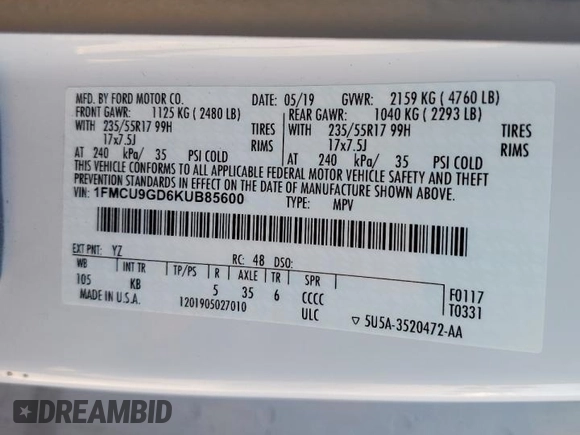 MFD. BY FORD MOTOR CO. DATE: 05/19 GVWR: 2159 KG ( 4760 LB)
FRONT GAWR: 1125 KG ( 2480 LB) REAR GAWR: 1040 KG ( 2293 LB)
WITH 235/55R17 99H TIRES WITH 235/55R17 99H TIRES
17x7.5J RIMS 17x7.5J RIMS
AT 240 kPa/ 35 PSI COLD AT 240 kPa/ 35 PSI COLD
THIS VEHICLE CONFORMS TO ALL APPLICABLE FEDERAL MOTOR VEHICLE SAFETY AND THEFT
PREVENTION STANDARDS IN EFFECT ON THE DATE OF MANUFACTURE SHOWN ABOVE.
VIN: 1FMCU9GD6KUB85600 TYPE: MPV
EXT PNT: YZ RC: 48 DSO:
WB INT TR TP/PS R AXLE TR SPR
105 KB 5 35 6 CCCC F0117
MADE IN U.S.A. 1201905027010 ULC T0331
▽ 5U5A-3520472-AA
DREAMBID